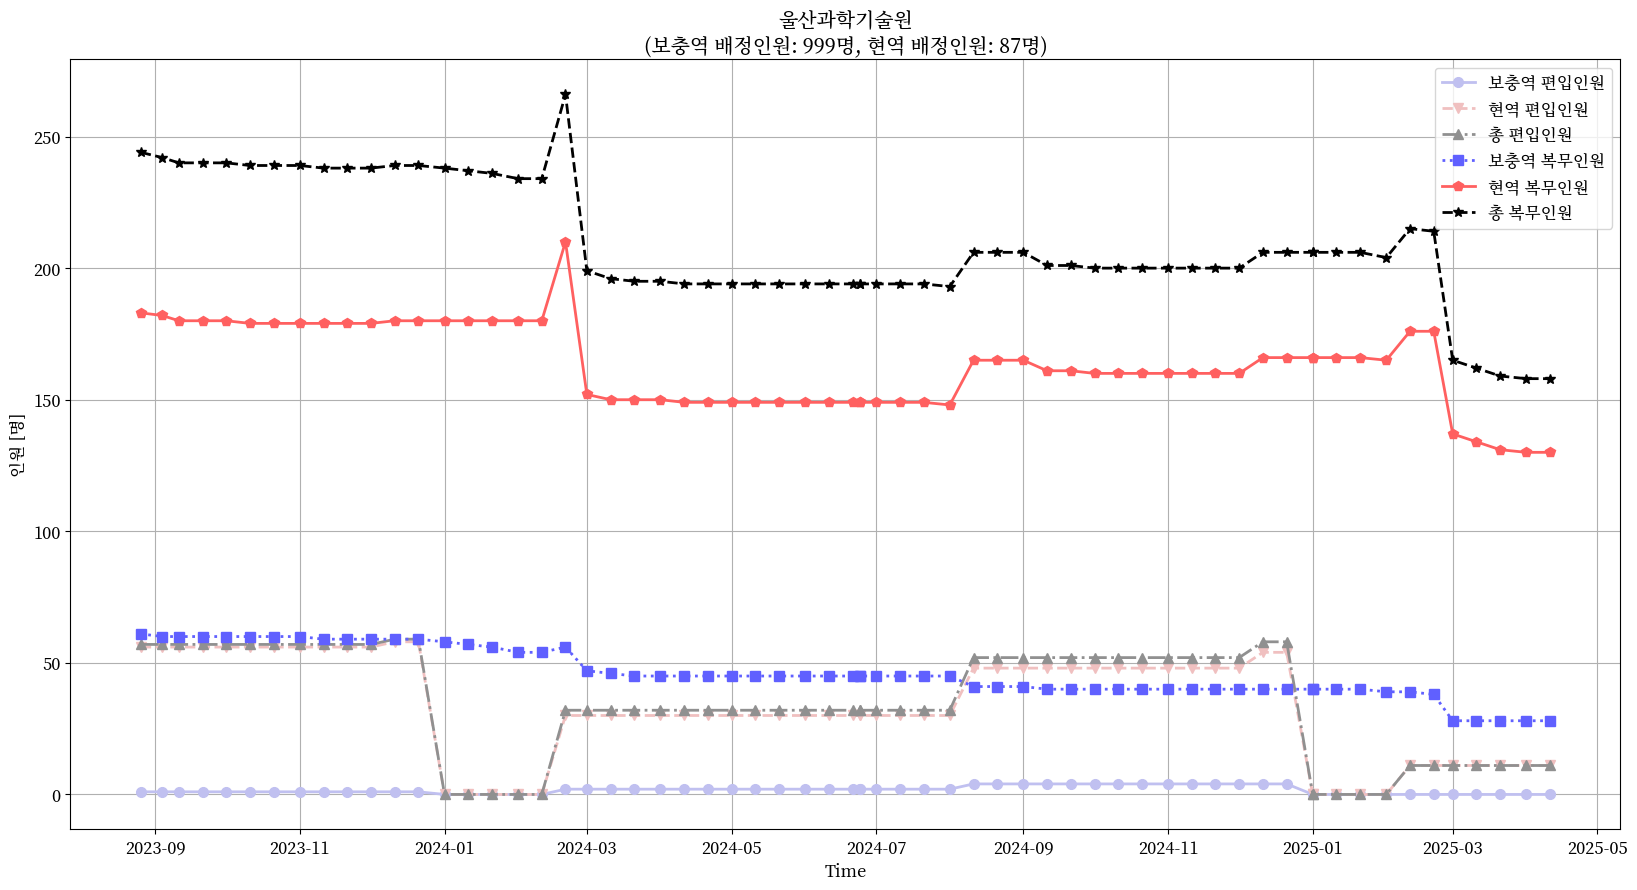 울산과학기술원
(보충역 배정인원: 999명, 현역 배정인원: 87명)
보충역 편입인원
현역 편입인원
총 편입인원
보충역 복무인원
현역 복무인원
총 복무인원
250
200
150
100
50
0
인원 [명]
2023-09 2023-11 2024-01 2024-03 2024-05 2024-07 2024-09 2024-11 2025-01 2025-03 2025-05
Time